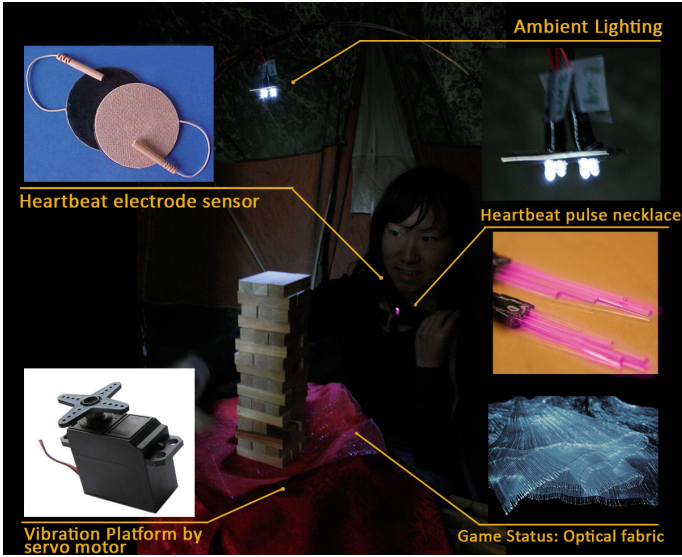 Ambient Lighting
Heartbeat electrode sensor
Heartbeat pulse necklace
Vibration Platform by
servo motor
Game Status: Optical fabric